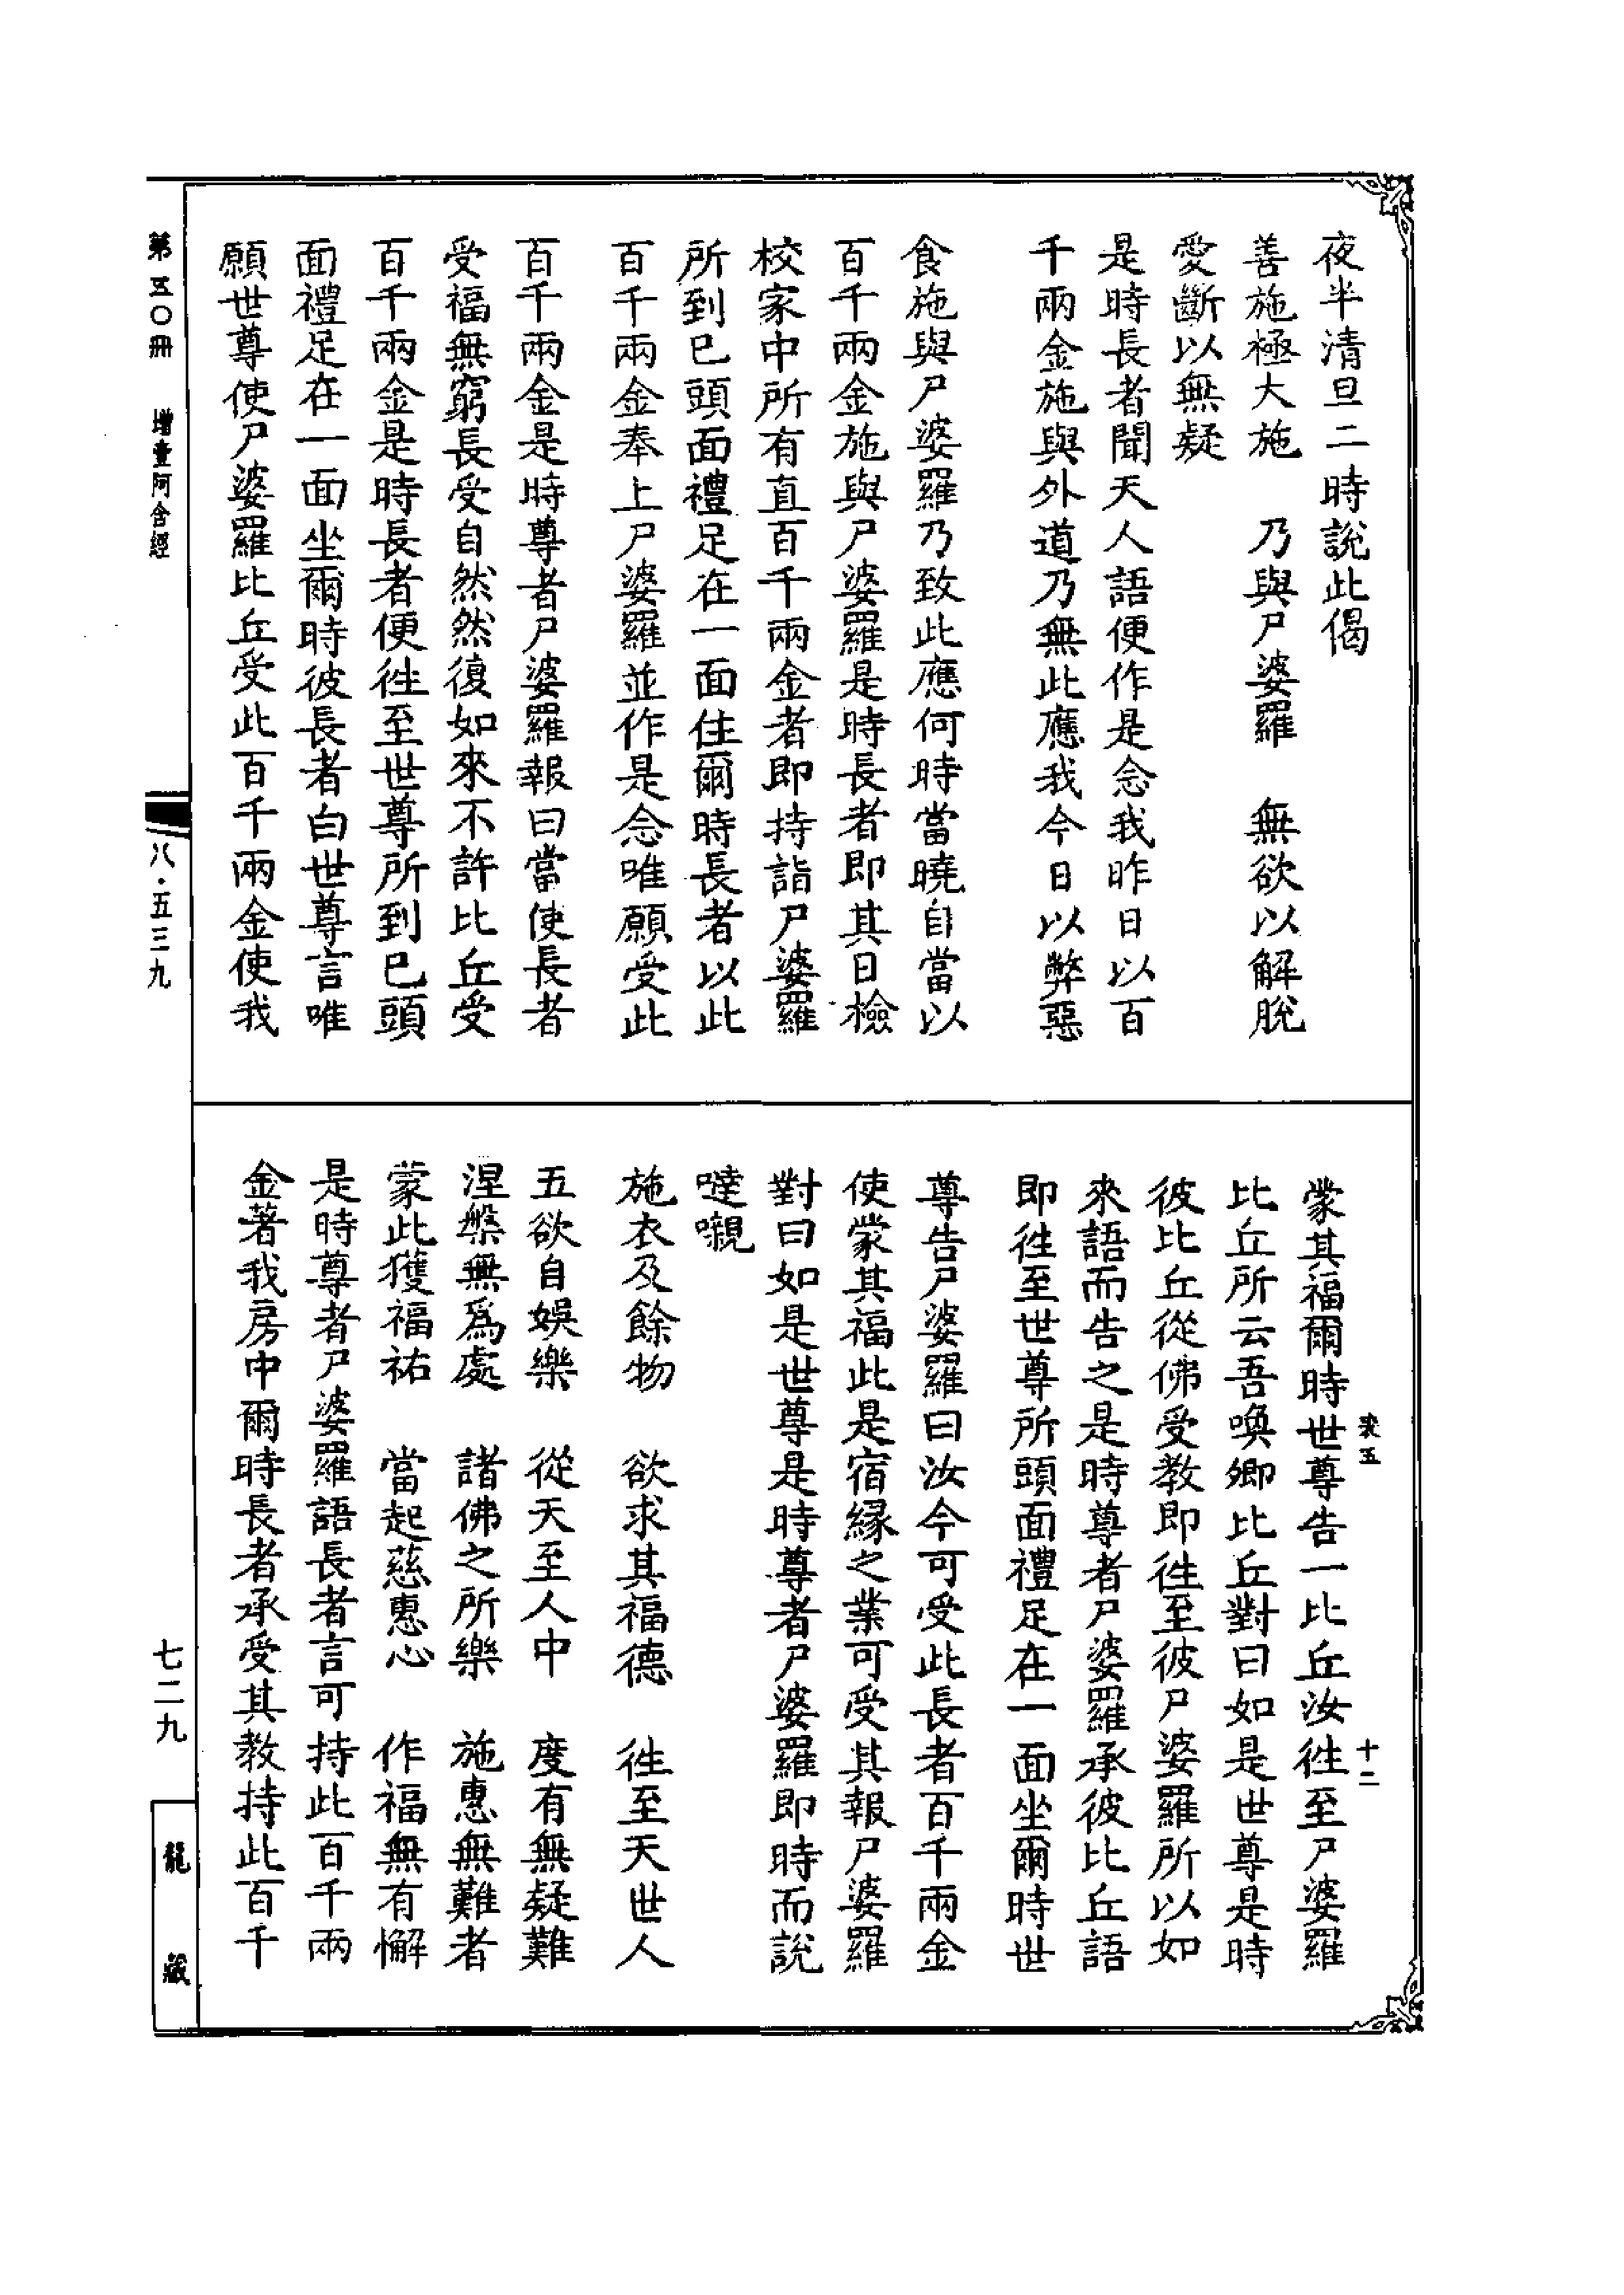 夜半清旦二時說此偈
善施極大施　乃與尸婆羅　無欲以解脫
愛斷以無疑
是時長者聞天人語便作是念我昨日以百
千兩金施與外道乃無此應我今日以弊惡
食施與尸婆羅乃致此應何時當曉自當以
百千兩金施與尸婆羅是時長者即其日檢
校家中所有直百千兩金者即持詣尸婆羅
所到已頭面禮足在一面住爾時長者以此
百千兩金奉上尸婆羅並作是念唯願受此
百千兩金是時尊者尸婆羅報曰當使長者
受福無窮長受自然然復如來不許比丘受
百千兩金是時長者便徃至世尊所到已頭
面禮足在一面坐爾時彼長者白世尊言唯
願世尊使尸婆羅比丘受此百千兩金使我
蒙其福爾時世尊告一比丘汝徃至尸婆羅
比丘所云吾喚卿比丘對曰如是世尊是時
彼比丘從佛受教即徃至彼尸婆羅所以如
來語而告之是時尊者尸婆羅承彼比丘語
即徃至世尊所頭面禮足在一面坐爾時世
尊告尸婆羅曰汝今可受此長者百千兩金
使蒙其福此是宿緣之業可受其報尸婆羅
對曰如是世尊是時尊者尸婆羅即時而說
噠嚫
施衣及餘物　欲求其福德　徃至天世人
五欲自娛樂　從天至人中　度有無疑難
涅槃無爲處　諸佛之所樂　施惠無難者
蒙此獲福祐　當起慈惠心　作福無有懈
是時尊者尸婆羅語長者言可持此百千兩
金著我房中爾時長者承受其教持此百千
第五〇冊　增壹阿含經
八·五三九
七二九
龍藏
五
十二